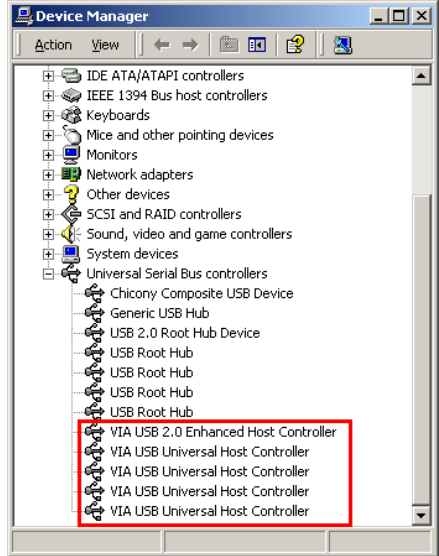 Device Manager
Action View
IDE ATA/ATAPI controllers
IEEE 1394 Bus host controllers
Keyboards
Mice and other pointing devices
Monitors
Network adapters
Other devices
SCSI and RAID controllers
Sound, video and game controllers
System devices
Universal Serial Bus controllers
Chicony Composite USB Device
Generic USB Hub
USB 2.0 Root Hub Device
USB Root Hub
USB Root Hub
USB Root Hub
USB Root Hub
VIA USB 2.0 Enhanced Host Controller
VIA USB Universal Host Controller
VIA USB Universal Host Controller
VIA USB Universal Host Controller
VIA USB Universal Host Controller